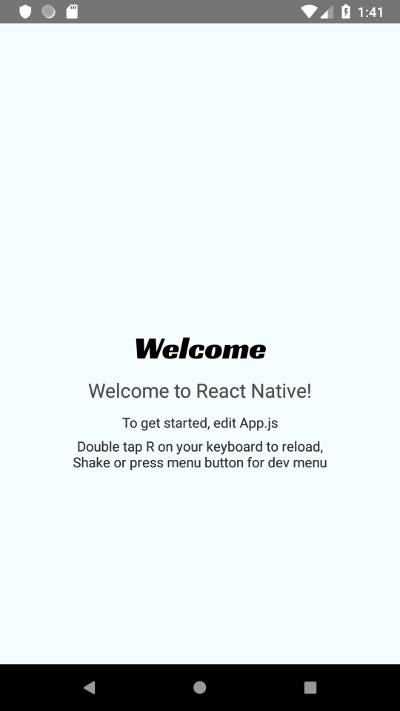 1:41
Welcome
Welcome to React Native!
To get started, edit App.js
Double tap R on your keyboard to reload,
Shake or press menu button for dev menu